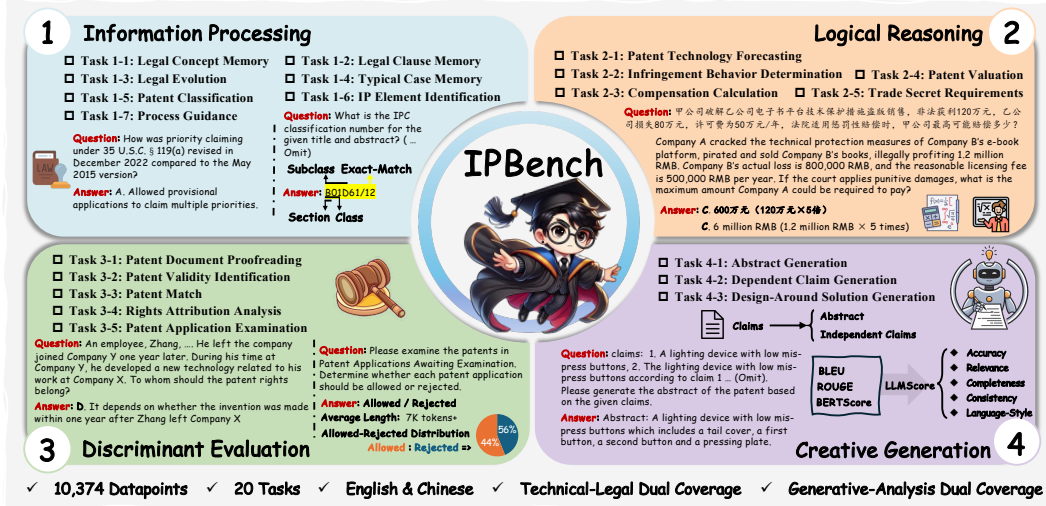 1 Information Processing
☐ Task 1-1: Legal Concept Memory
☐ Task 1-2: Legal Clause Memory
☐ Task 1-3: Legal Evolution
☐ Task 1-4: Typical Case Memory
☐ Task 1-5: Patent Classification
☐ Task 1-6: IP Element Identification
☐ Task 1-7: Process Guidance
Question: How was priority claiming
under 35 U.S.C. § 119(a) revised in
December 2022 compared to the May
2015 version?
Answer: A. Allowed provisional
applications to claim multiple priorities.
LAW
Question: What is the IPC
classification number for the
given title and abstract? ( ...
Omit)
Subclass Exact-Match
Answer: B01D61/12
Section Class
Logical Reasoning 2
☐ Task 2-1: Patent Technology Forecasting
☐ Task 2-2: Infringement Behavior Determination
☐ Task 2-4: Patent Valuation
☐ Task 2-3: Compensation Calculation
☐ Task 2-5: Trade Secret Requirements
Question: 甲公司破解乙公司电子书平台技术保护措施盗版销售，非法获利120万元，乙公
司损失80万元，许可费为50万元/年，法院适用惩罚性赔偿时，甲公司最高可能赔偿多少？
Company A cracked the technical protection measures of Company B's e-book
platform, pirated and sold Company B's books, illegally profiting 1.2 million
RMB. Company B's actual loss is 800,000 RMB, and the reasonable licensing fee
is 500,000 RMB per year. If the court applies punitive damages, what is the
maximum amount Company A could be required to pay?
Answer: C. 600万元（120万元×5倍）
C. 6 million RMB (1.2 million RMB × 5 times)
IPBench
☐ Task 3-1: Patent Document Proofreading
☐ Task 3-2: Patent Validity Identification
☐ Task 3-3: Patent Match
☐ Task 3-4: Rights Attribution Analysis
☐ Task 3-5: Patent Application Examination
Question: An employee, Zhang, .... He left the company
joined Company Y one year later. During his time at
Company Y, he developed a new technology related to his
work at Company X. To whom should the patent rights
belong?
Answer: D. It depends on whether the invention was made
within one year after Zhang left Company X
Question: Please examine the patents in
Patent Applications Awaiting Examination.
Determine whether each patent application
should be allowed or rejected.
Answer: Allowed / Rejected
Average Length: 7K tokens+
Allowed-Rejected Distribution
Allowed : Rejected =>
44%
56%
3 Discriminant Evaluation
☐ Task 4-1: Abstract Generation
☐ Task 4-2: Dependent Claim Generation
☐ Task 4-3: Design-Around Solution Generation
Claims
Abstract
Independent Claims
Question: claims: 1. A lighting device with low mis-
press buttons, 2. The lighting device with low mis-
press buttons according to claim 1 ... (Omit).
Please generate the abstract of the patent based
on the given claims.
Answer: Abstract: A lighting device with low mis-
press buttons which includes a tail cover, a first
button, a second button and a pressing plate.
BLEU
ROUGE
BERTScore
LLMScore
◆ Accuracy
◆ Relevance
◆ Completeness
◆ Consistency
◆ Language-Style
Creative Generation 4
✓ 10,374 Datapoints ✓ 20 Tasks ✓ English & Chinese ✓ Technical-Legal Dual Coverage ✓ Generative-Analysis Dual Coverage